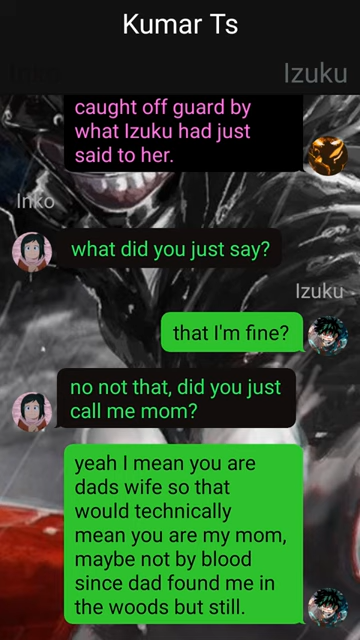 Kumar Ts
Inko
Izuku
caught off guard by
what Izuku had just
said to her.
Inko
what did you just say?
Izuku
that I'm fine?
no not that, did you just
call me mom?
yeah I mean you are
dads wife so that
would technically
mean you are my mom,
maybe not by blood
since dad found me in
the woods but still.